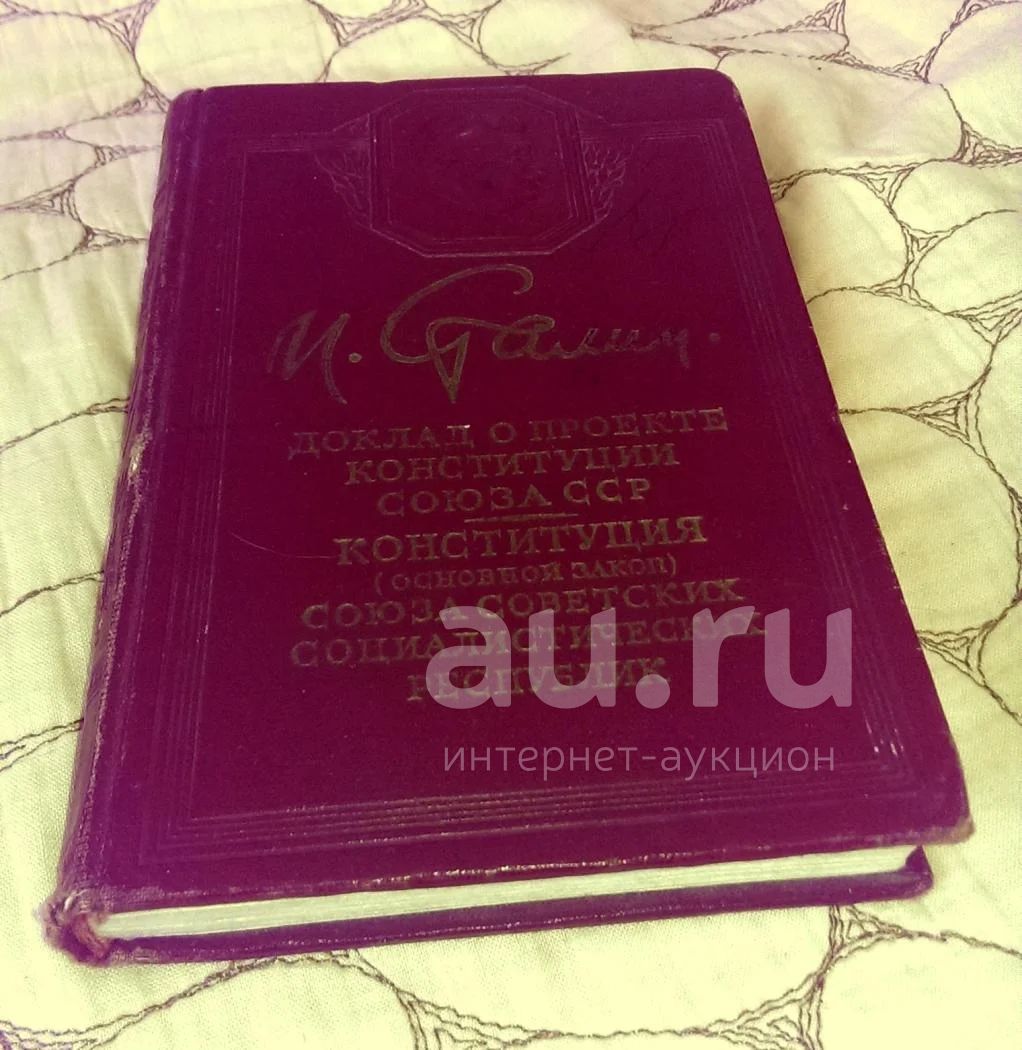 И. Сталин.
ДОКЛАД О ПРОЕКТЕ
КОНСТИТУЦИИ
СОЮЗА ССР
КОНСТИТУЦИЯ
(ОСНОВНОЙ ЗАКОН)
СОЮЗА СОВЕТСКИХ
СОЦИАЛИСТИЧЕСКИХ
РЕСПУБЛИК
au.ru
интернет-аукцион